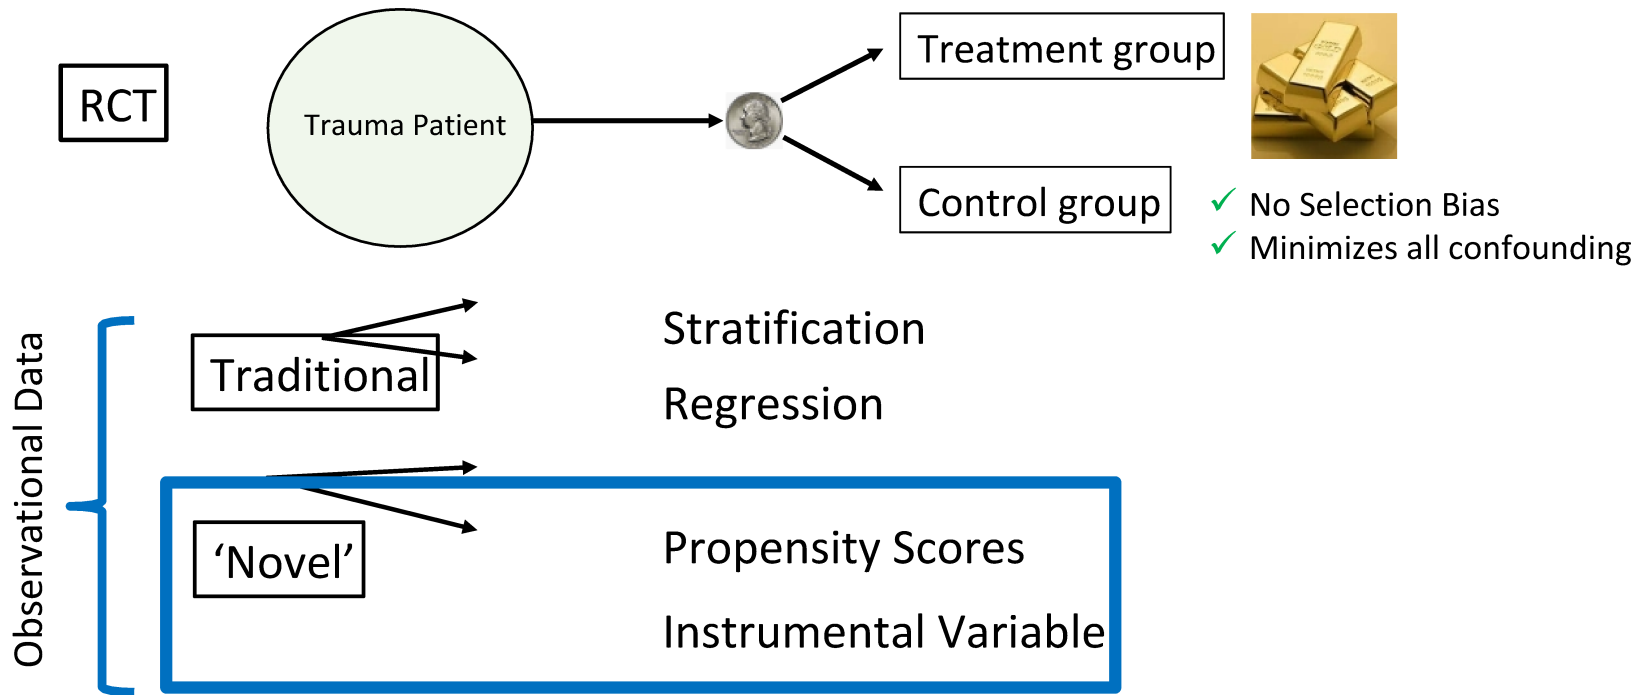 RCT
Trauma Patient
Treatment group
Control group
✓ No Selection Bias
✓ Minimizes all confounding
Observational Data
Traditional
Stratification
Regression
‘Novel’
Propensity Scores
Instrumental Variable